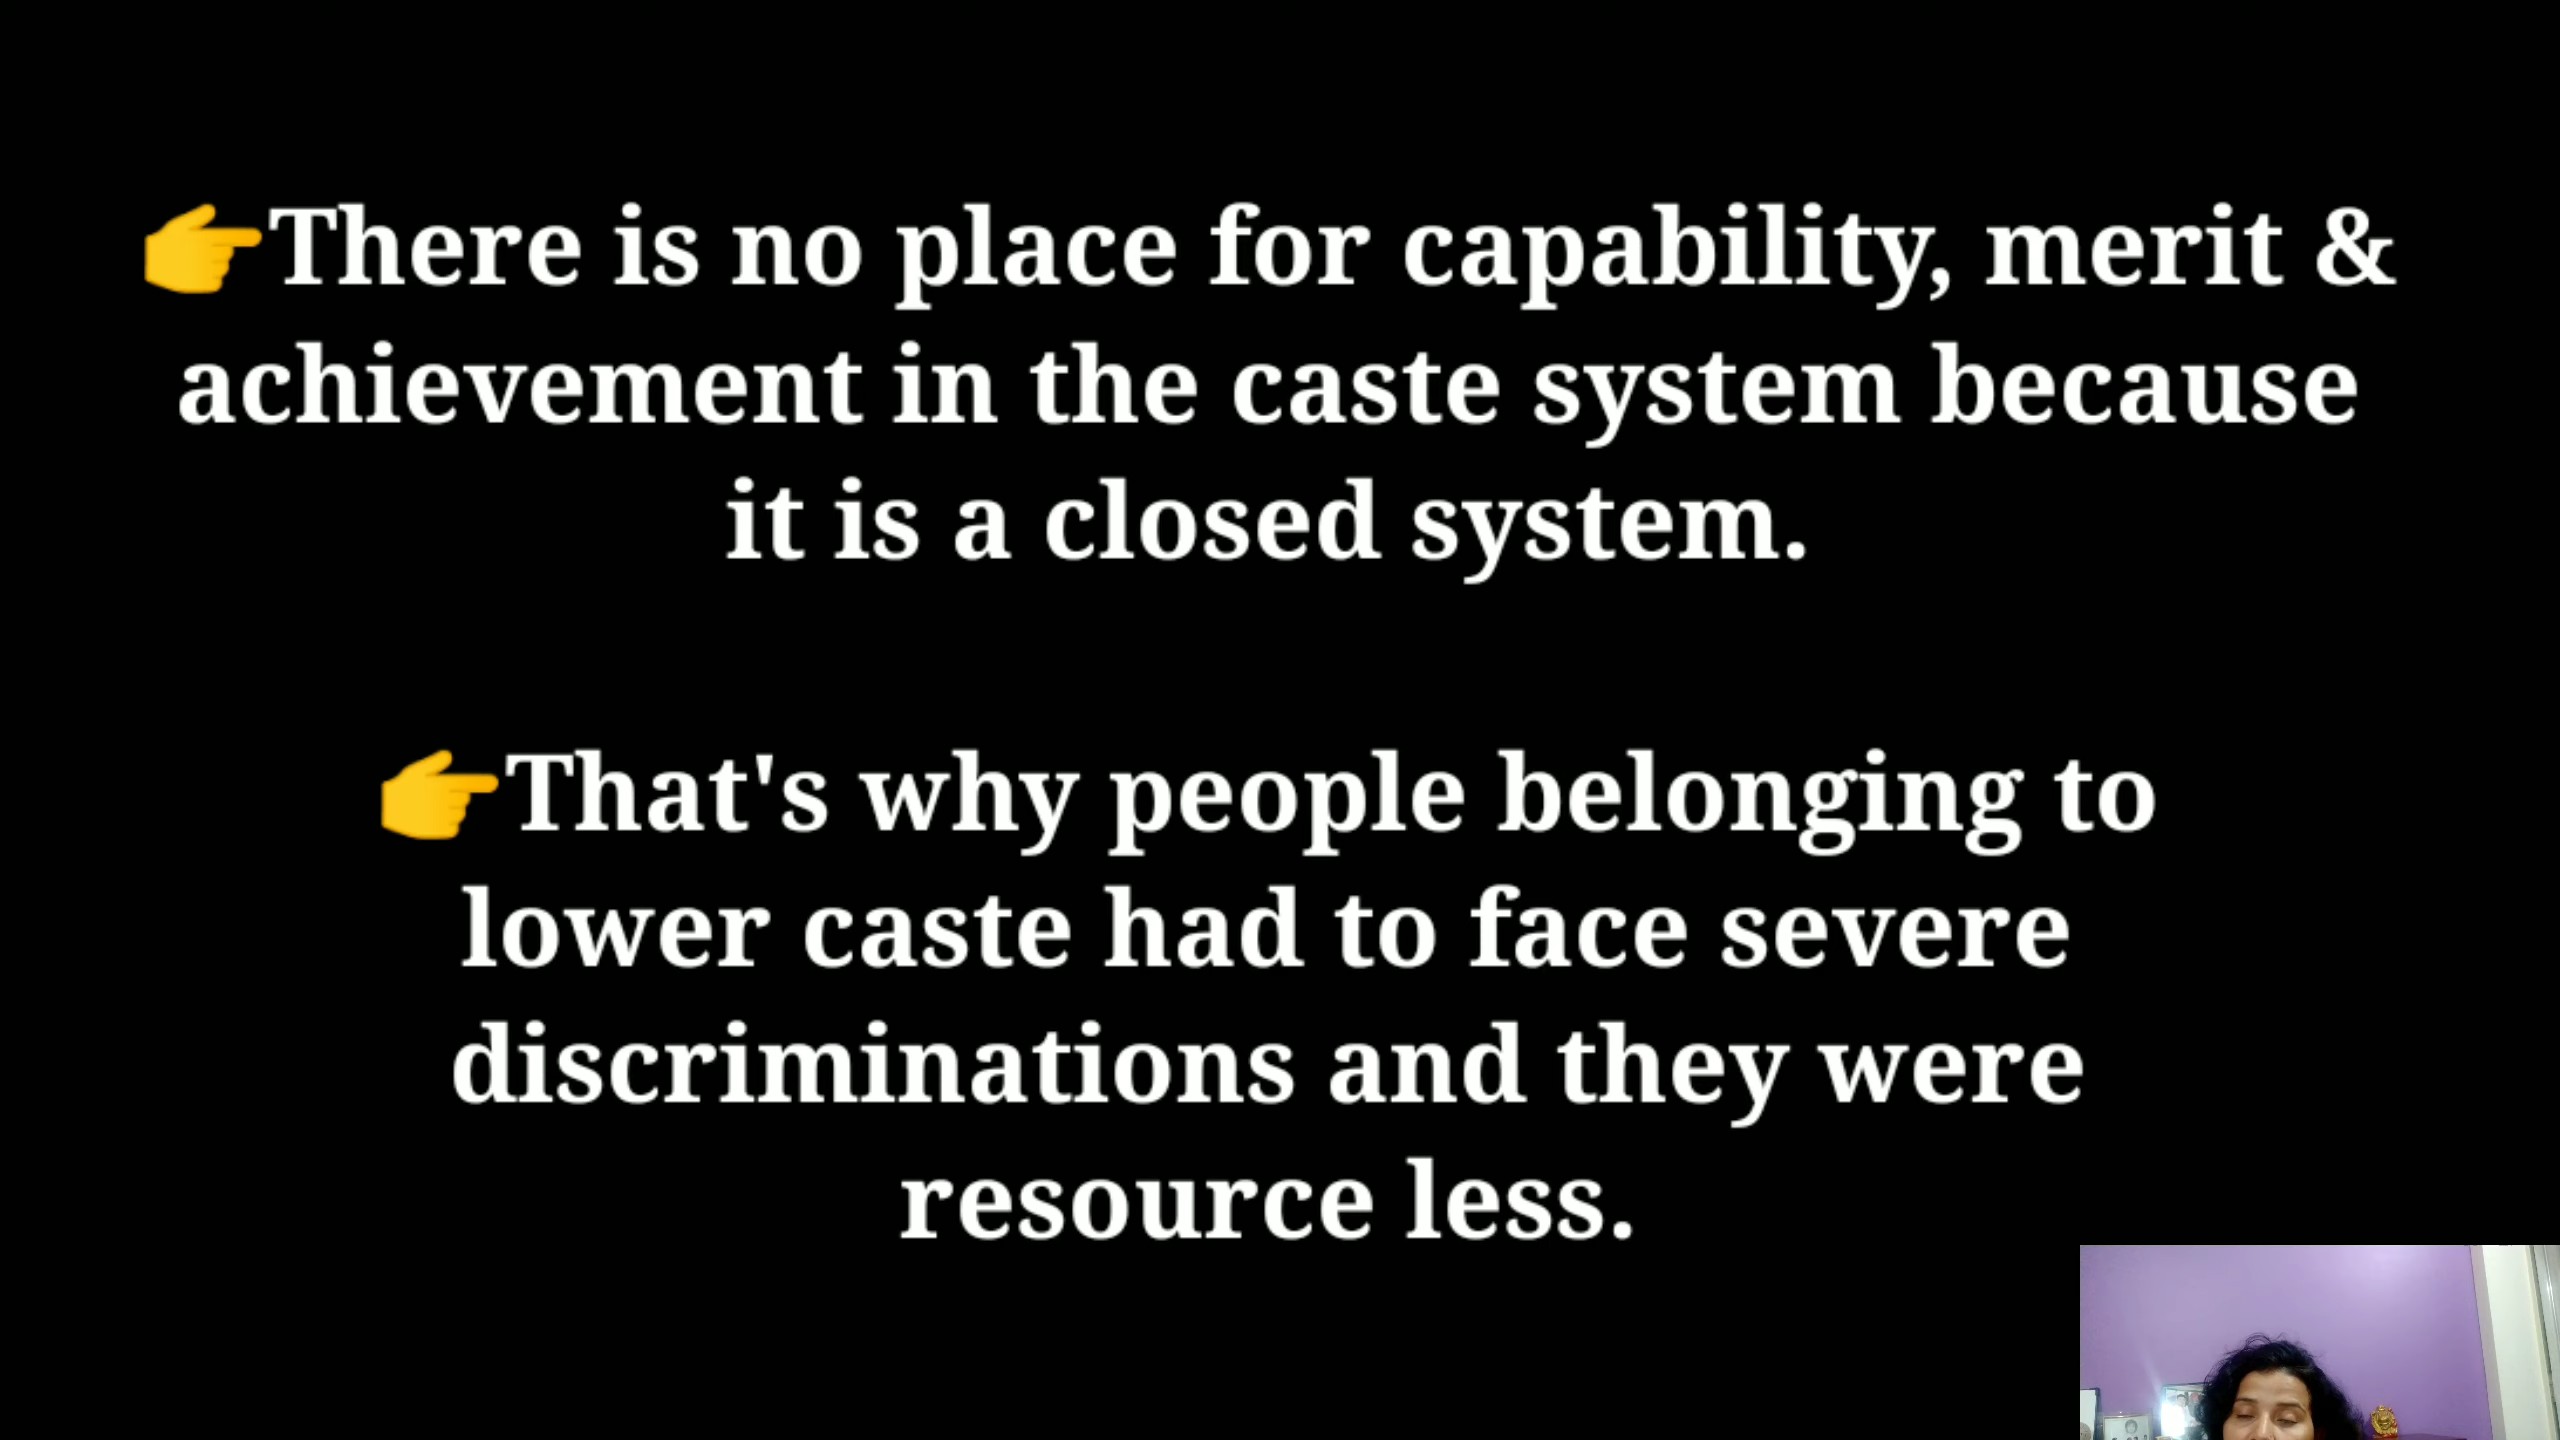 👉There is no place for capability, merit &
achievement in the caste system because
it is a closed system.
👉That's why people belonging to
lower caste had to face severe
discriminations and they were
resource less.